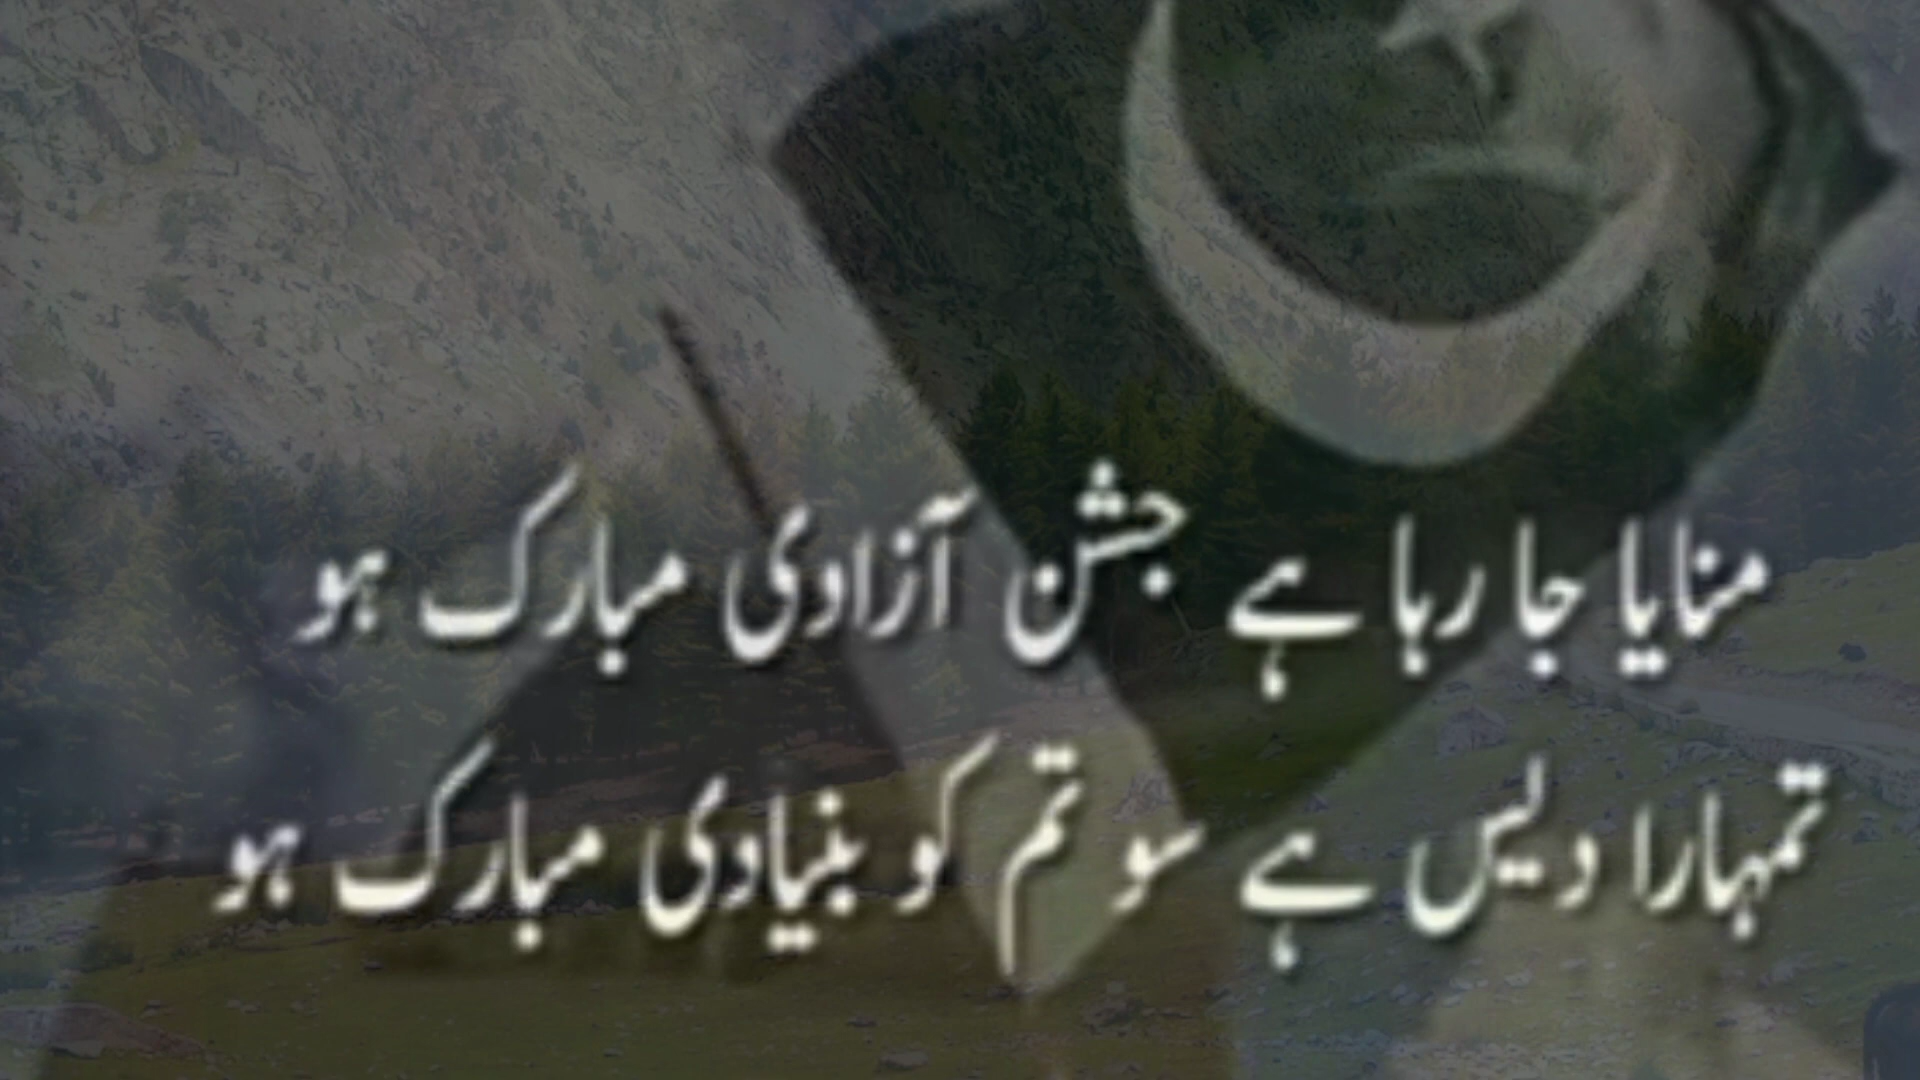 منایا جا رہا ہے جشن آزادی مبارک ہو
تمہارا دیس ہے سو تم کو بنیادی مبارک ہو